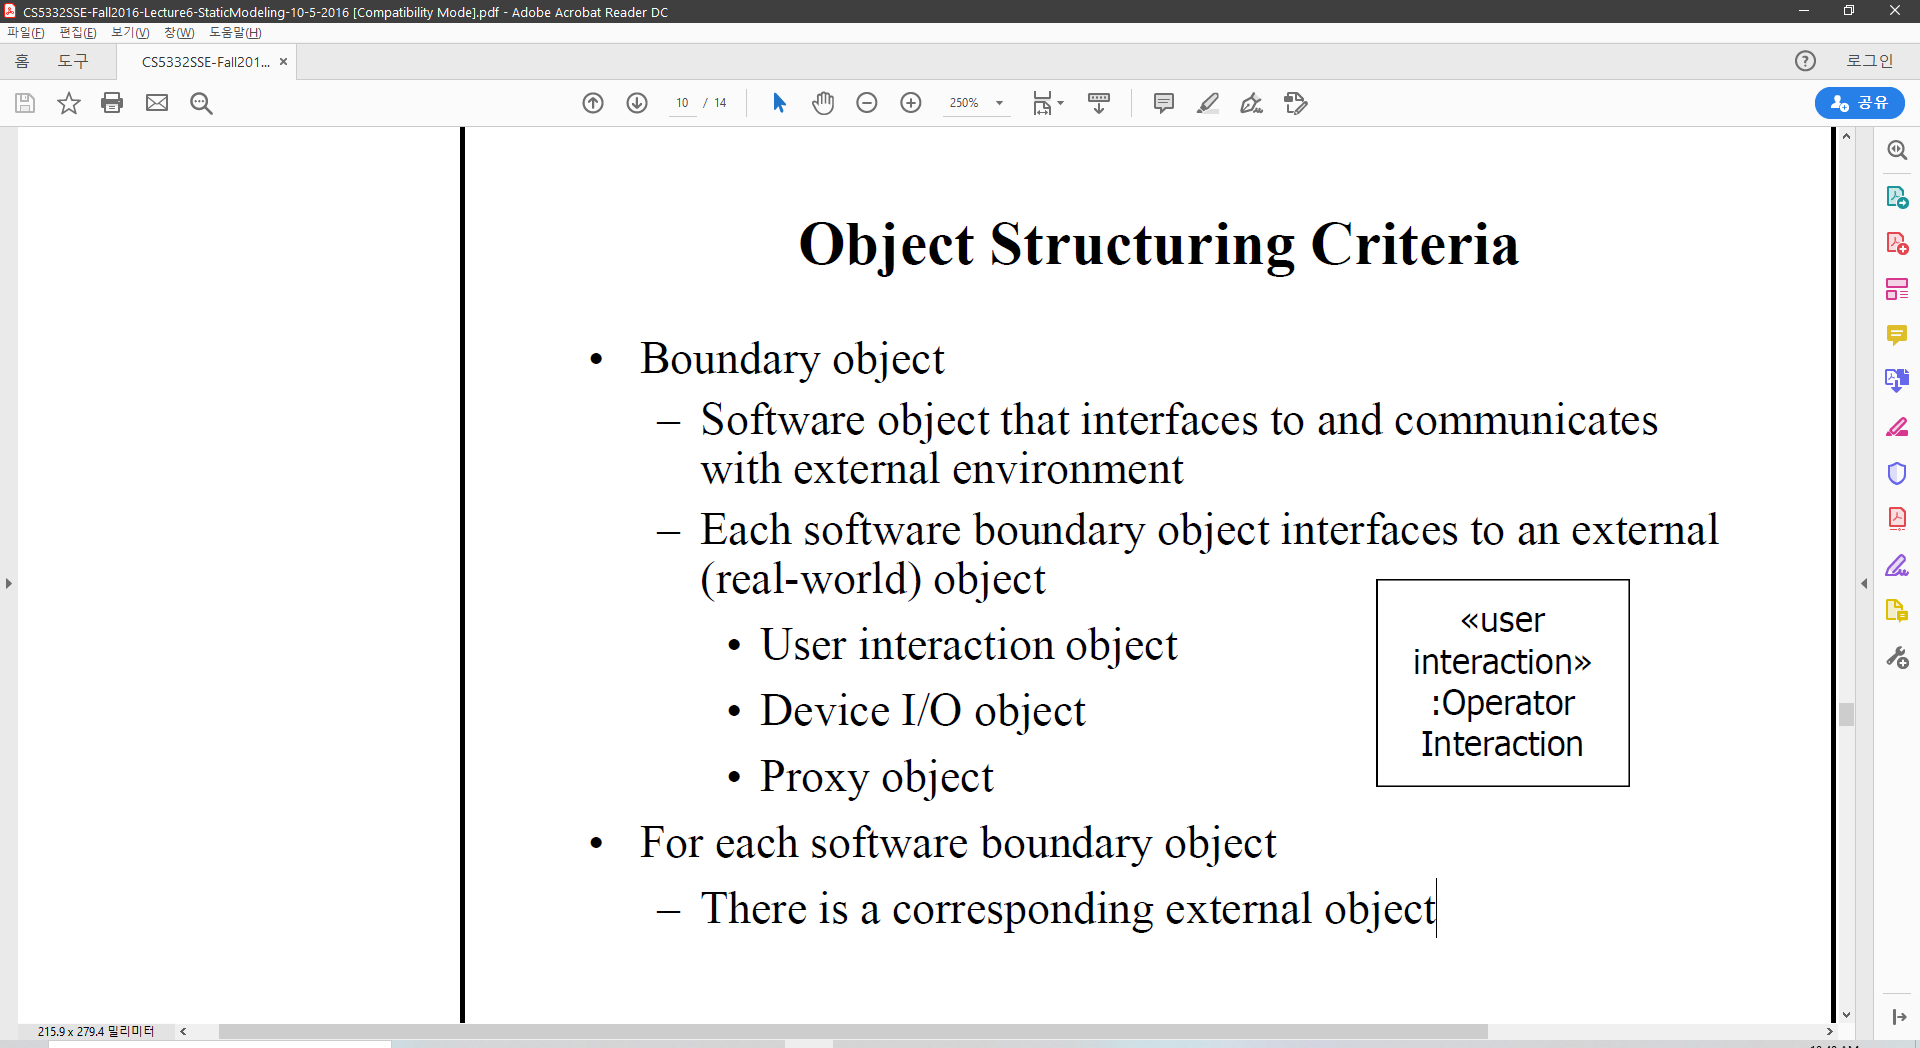 CS5332SSE-Fall2016-Lecture6-StaticModeling-10-5-2016 [Compatibility Mode].pdf - Adobe Acrobat Reader DC
파일(F) 편집(E) 보기(V) 창(W) 도움말(H)
홈 도구 CS5332SSE-Fall201... × 로그인
10 / 14 250% 공유
Object Structuring Criteria
• Boundary object
– Software object that interfaces to and communicates
with external environment
– Each software boundary object interfaces to an external
(real-world) object
• User interaction object
• Device I/O object
• Proxy object
«user
interaction»
:Operator
Interaction
• For each software boundary object
– There is a corresponding external object
215.9 x 279.4 밀리미터